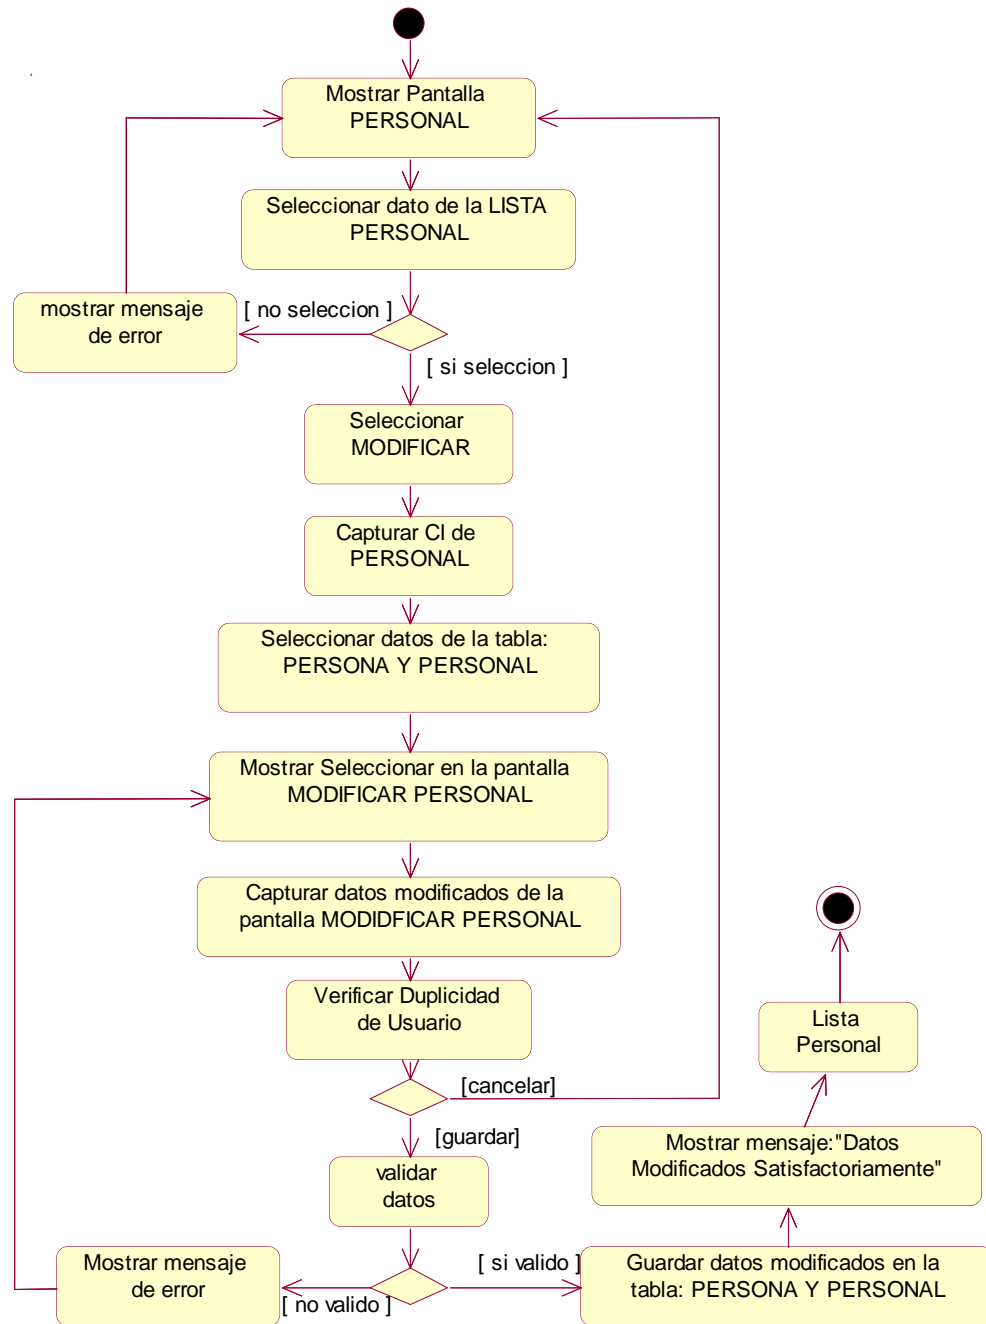 Mostrar Pantalla
PERSONAL
Seleccionar dato de la LISTA
PERSONAL
mostrar mensaje
de error
[ no seleccion ]
[ si seleccion ]
Seleccionar
MODIFICAR
Capturar CI de
PERSONAL
Seleccionar datos de la tabla:
PERSONA Y PERSONAL
Mostrar Seleccionar en la pantalla
MODIFICAR PERSONAL
Capturar datos modificados de la
pantalla MODIDFICAR PERSONAL
Verificar Duplicidad
de Usuario
[cancelar]
[guardar]
validar
datos
Mostrar mensaje
de error
[ no valido ]
[ si valido ]
Guardar datos modificados en la
tabla: PERSONA Y PERSONAL
Mostrar mensaje:"Datos
Modificados Satisfactoriamente"
Lista
Personal